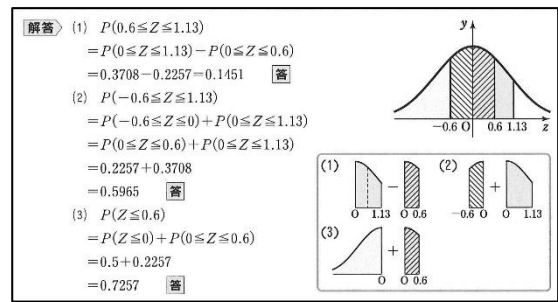 解答 (1) P(0.6≦Z≦1.13)
=P(0≦Z≦1.13)−P(0≦Z≦0.6)
=0.3708−0.2257=0.1451 答
(2) P(−0.6≦Z≦1.13)
=P(−0.6≦Z≦0)+P(0≦Z≦1.13)
=P(0≦Z≦0.6)+P(0≦Z≦1.13)
=0.2257+0.3708
=0.5965 答
(3) P(Z≦0.6)
=P(Z≦0)+P(0≦Z≦0.6)
=0.5+0.2257
=0.7257 答
y
−0.6 O 0.6 1.13 z
(1) − (2) +
O 1.13 O 0.6 −0.6 O O 1.13
(3) +
O O 0.6